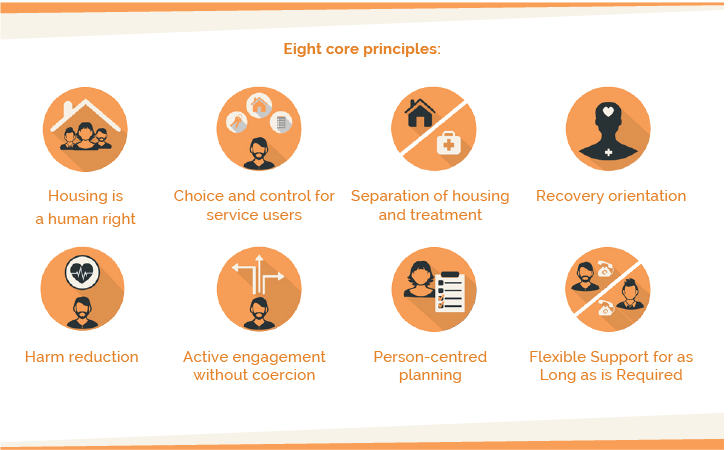 Eight core principles:
Housing is
a human right
Choice and control for
service users
Separation of housing
and treatment
Recovery orientation
Harm reduction
Active engagement
without coercion
Person-centred
planning
Flexible Support for as
Long as is Required